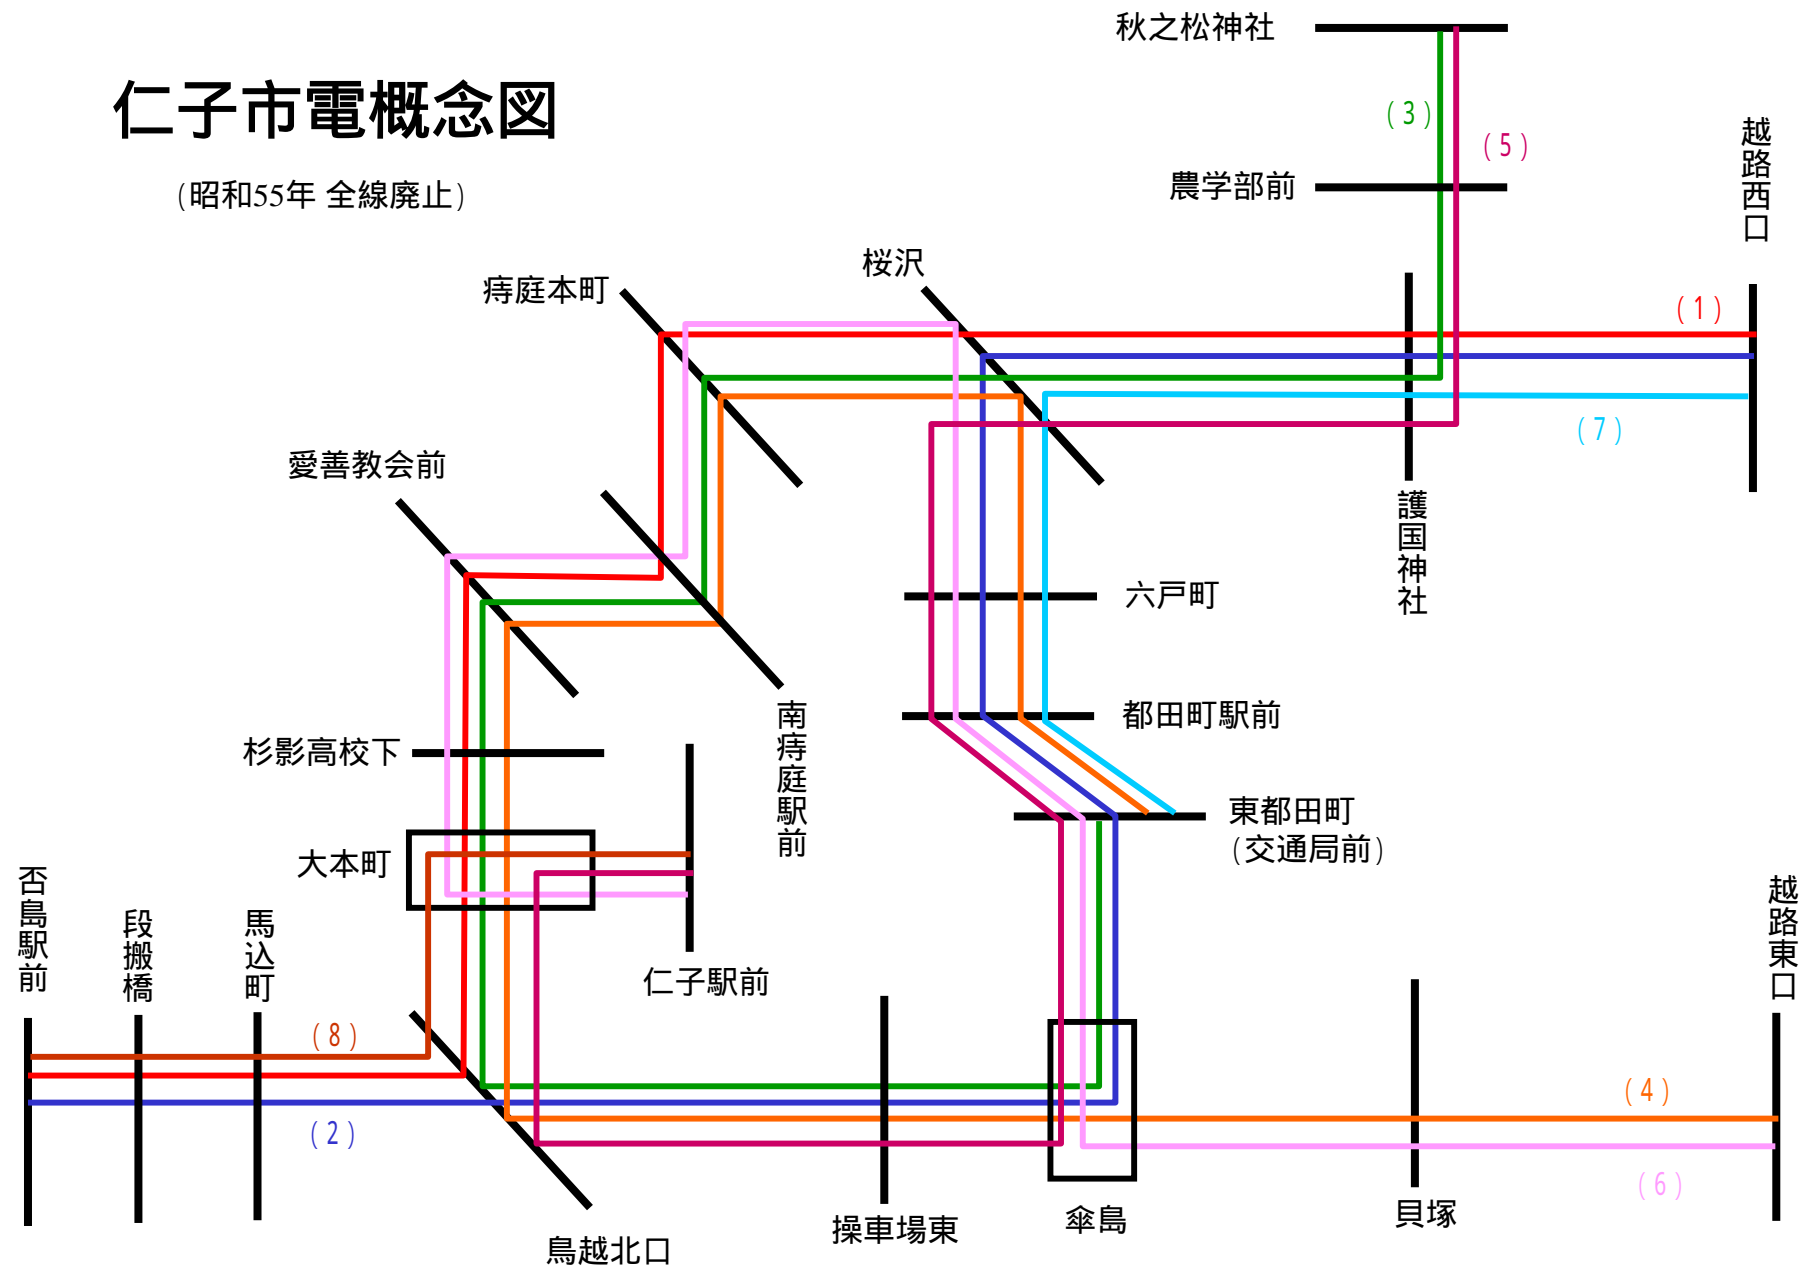 仁子市電概念図
(昭和55年 全線廃止)
秋之松神社
(3)
(5)
農学部前
越路西口
桜沢
痔庭本町
(1)
(7)
愛善教会前
護国神社
六戸町
都田町駅前
南痔庭駅前
杉影高校下
東都田町
(交通局前)
大本町
否島駅前
段搬橋
馬込町
仁子駅前
越路東口
(8)
(2)
(4)
(6)
傘島
貝塚
操車場東
鳥越北口